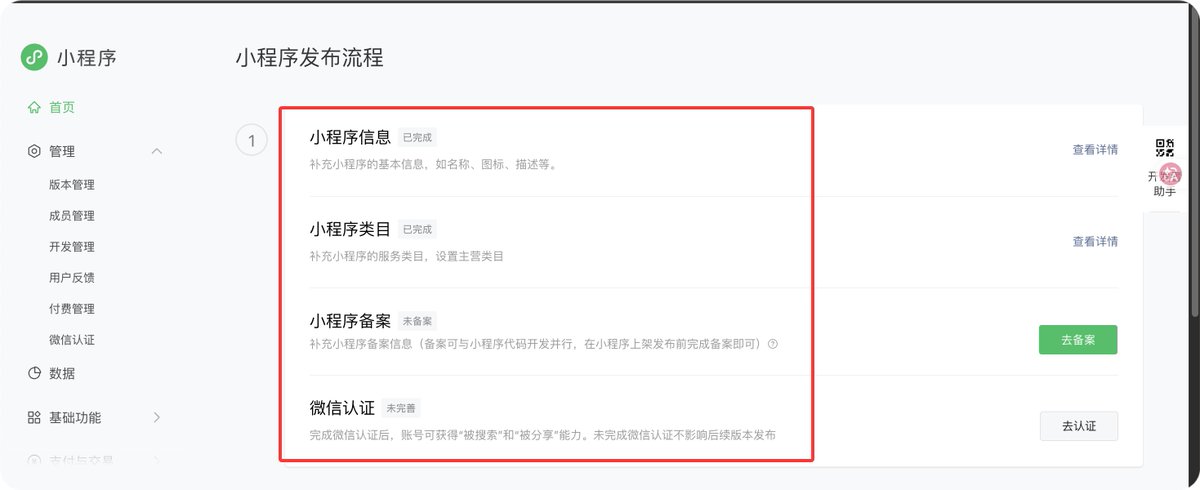 小程序
小程序发布流程
首页
管理
版本管理
成员管理
开发管理
用户反馈
付费管理
微信认证
数据
基础功能
支付与交易
1
小程序信息 已完成
补充小程序的基本信息，如名称、图标、描述等。
查看详情
小程序类目 已完成
补充小程序的服务类目，设置主营类目
查看详情
小程序备案 未备案
补充小程序备案信息（备案可与小程序代码开发并行，在小程序上架发布前完成备案即可）
去备案
微信认证 未完善
完成微信认证后，账号可获得“被搜索”和“被分享”能力。未完成微信认证不影响后续版本发布
去认证
开
助手